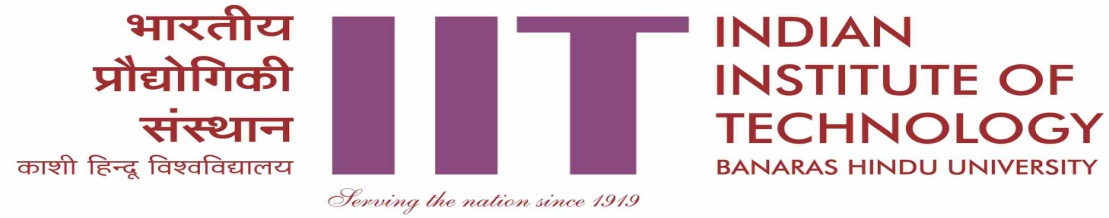 भारतीय
प्रौद्योगिकी
संस्थान
काशी हिन्दू विश्वविद्यालय
IIT
Serving the nation since 1919
INDIAN
INSTITUTE OF
TECHNOLOGY
BANARAS HINDU UNIVERSITY